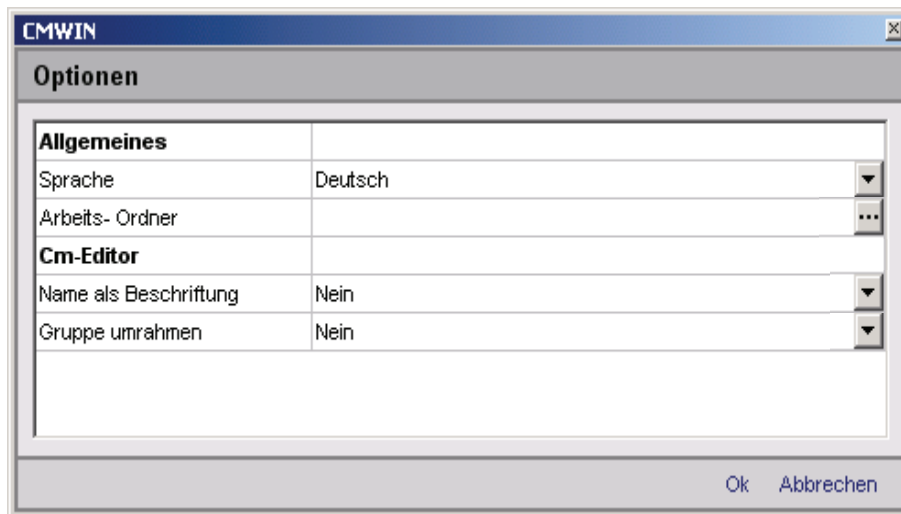 CMWIN
Optionen
Allgemeines
Sprache Deutsch
Arbeits- Ordner
Cm-Editor
Name als Beschriftung Nein
Gruppe umrahmen Nein
Ok Abbrechen